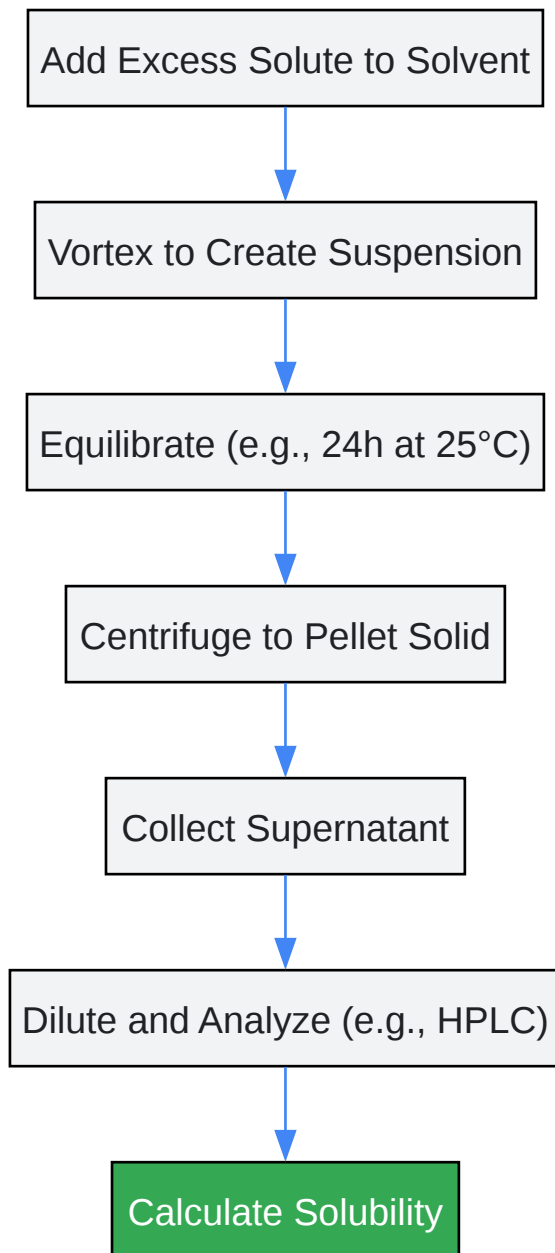 Add Excess Solute to Solvent
Vortex to Create Suspension
Equilibrate (e.g., 24h at 25°C)
Centrifuge to Pellet Solid
Collect Supernatant
Dilute and Analyze (e.g., HPLC)
Calculate Solubility